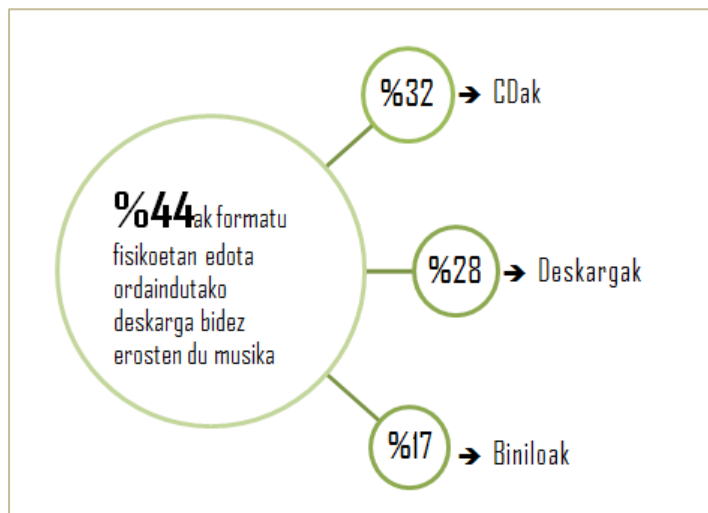 %32 → CDak
%44ak formatu
fisikoetan edota
ordaindutako
deskarga bidez
erosten du musika
%28 → Deskargak
%17 → Biniloak